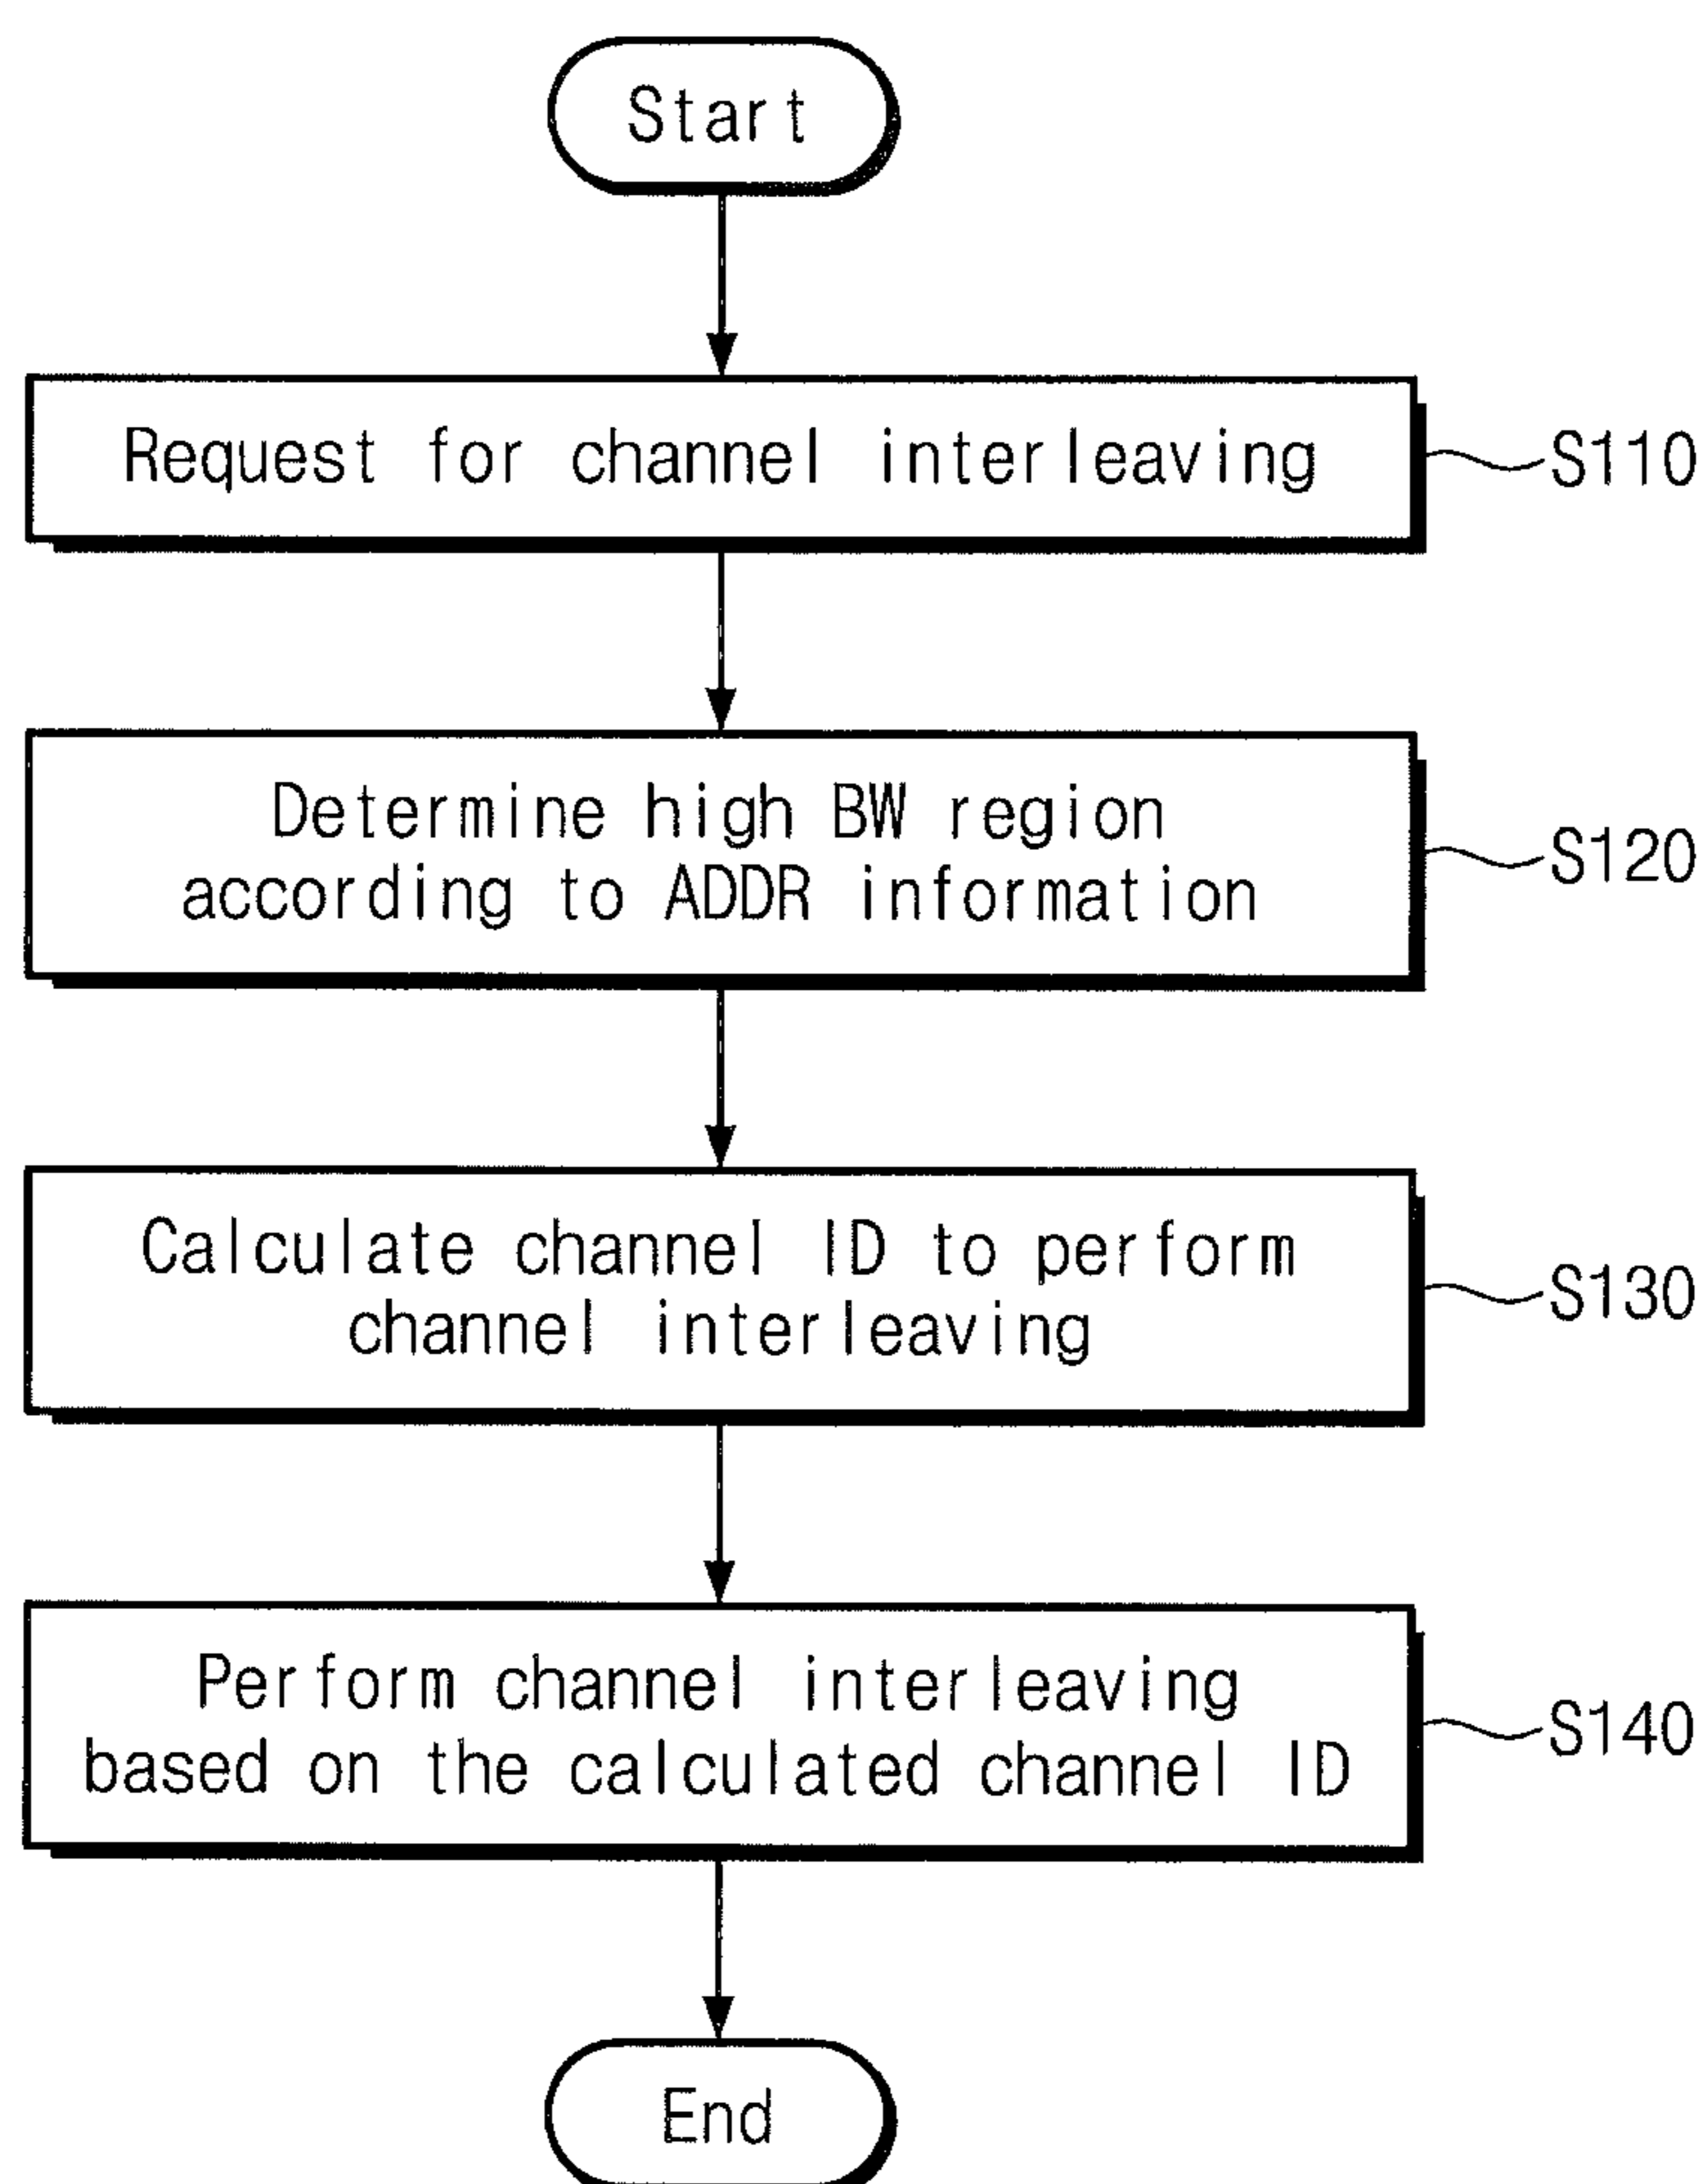 Start
Request for channel interleaving
S110
Determine high BW region
according to ADDR information
S120
Calculate channel ID to perform
channel interleaving
S130
Perform channel interleaving
based on the calculated channel ID
S140
End